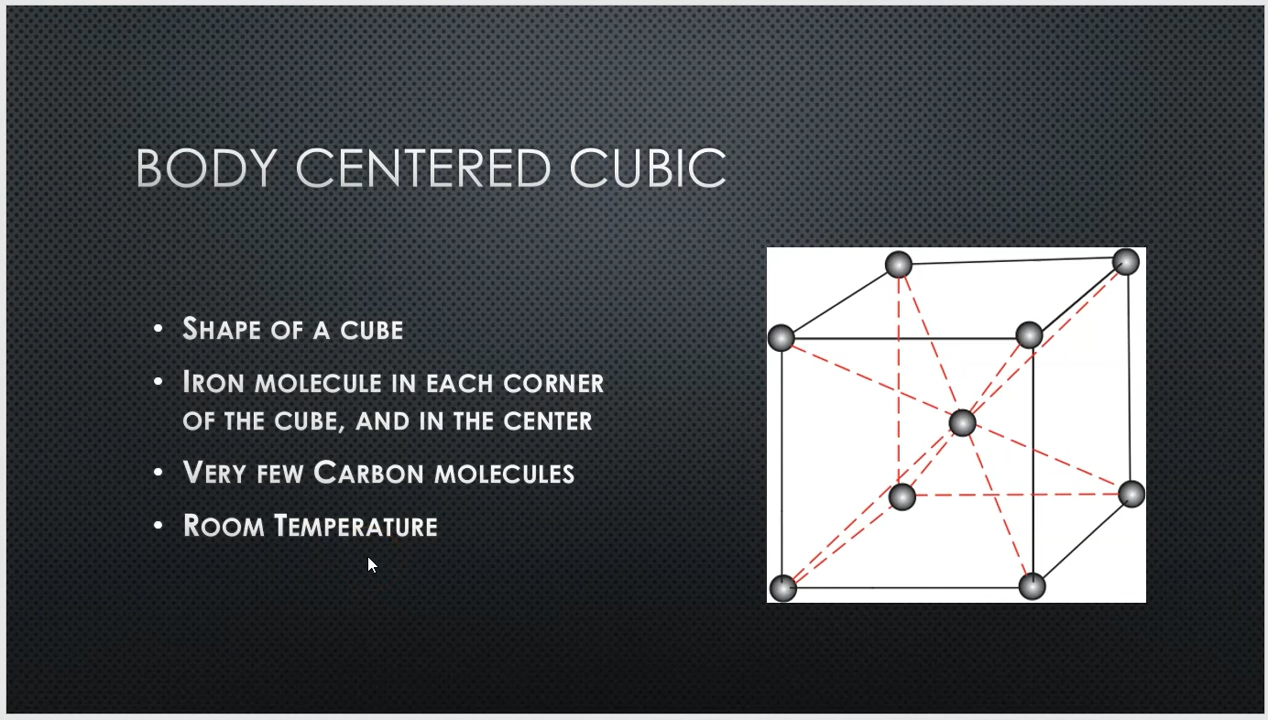 BODY CENTERED CUBIC
• SHAPE OF A CUBE
• IRON MOLECULE IN EACH CORNER
OF THE CUBE, AND IN THE CENTER
• VERY FEW CARBON MOLECULES
• ROOM TEMPERATURE